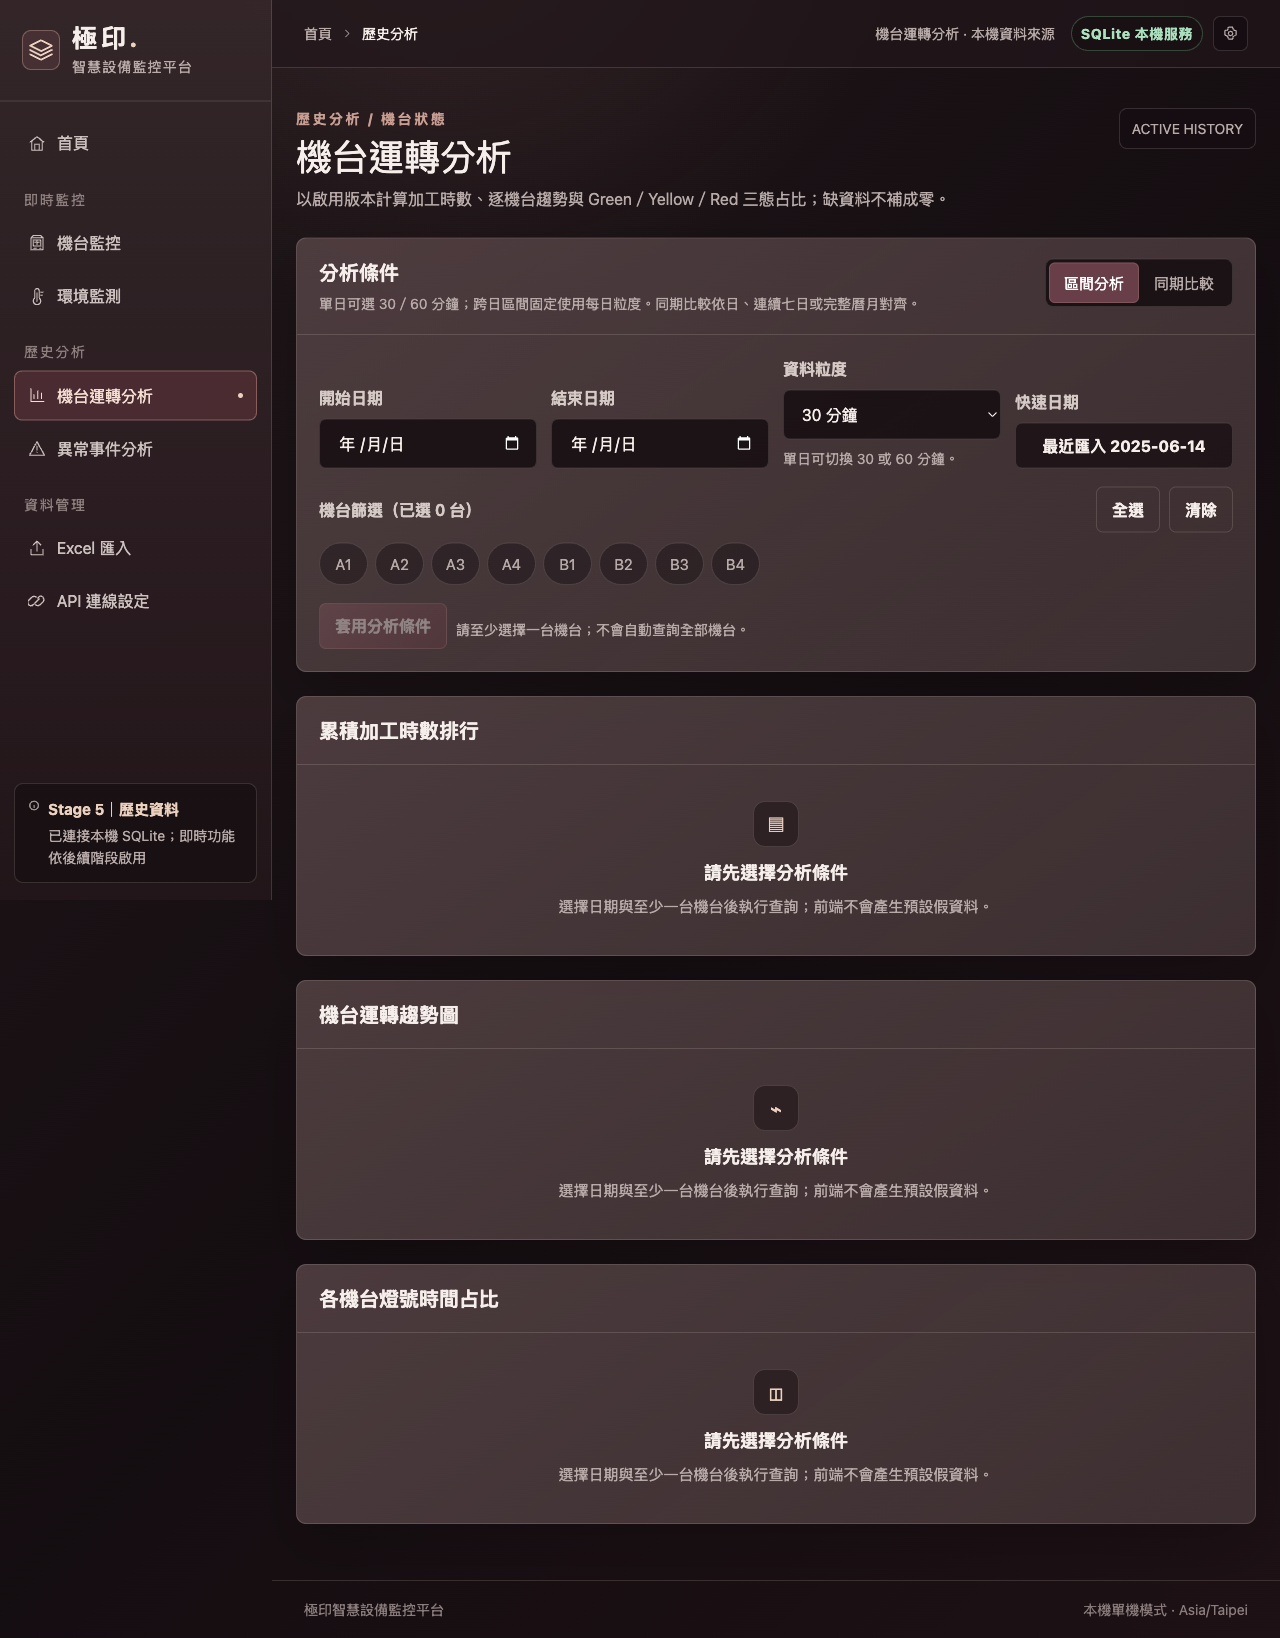 極印.
智慧設備監控平台
首頁
即時監控
機台監控
環境監測
歷史分析
機台運轉分析
異常事件分析
資料管理
Excel 匯入
API 連線設定
Stage 5｜歷史資料
已連接本機 SQLite；即時功能
依後續階段啟用
首頁 › 歷史分析
機台運轉分析 · 本機資料來源
SQLite 本機服務
歷史分析 / 機台狀態
機台運轉分析
以啟用版本計算加工時數、逐機台趨勢與 Green / Yellow / Red 三態占比；缺資料不補成零。
ACTIVE HISTORY
分析條件
單日可選 30 / 60 分鐘；跨日區間固定使用每日粒度。同期比較依日、連續七日或完整曆月對齊。
區間分析
同期比較
開始日期
年 /月/日
結束日期
年 /月/日
資料粒度
30 分鐘
單日可切換 30 或 60 分鐘。
快速日期
最近匯入 2025-06-14
機台篩選（已選 0 台）
全選
清除
A1
A2
A3
A4
B1
B2
B3
B4
套用分析條件
請至少選擇一台機台；不會自動查詢全部機台。
累積加工時數排行
請先選擇分析條件
選擇日期與至少一台機台後執行查詢；前端不會產生預設假資料。
機台運轉趨勢圖
請先選擇分析條件
選擇日期與至少一台機台後執行查詢；前端不會產生預設假資料。
各機台燈號時間占比
請先選擇分析條件
選擇日期與至少一台機台後執行查詢；前端不會產生預設假資料。
極印智慧設備監控平台
本機單機模式 · Asia/Taipei